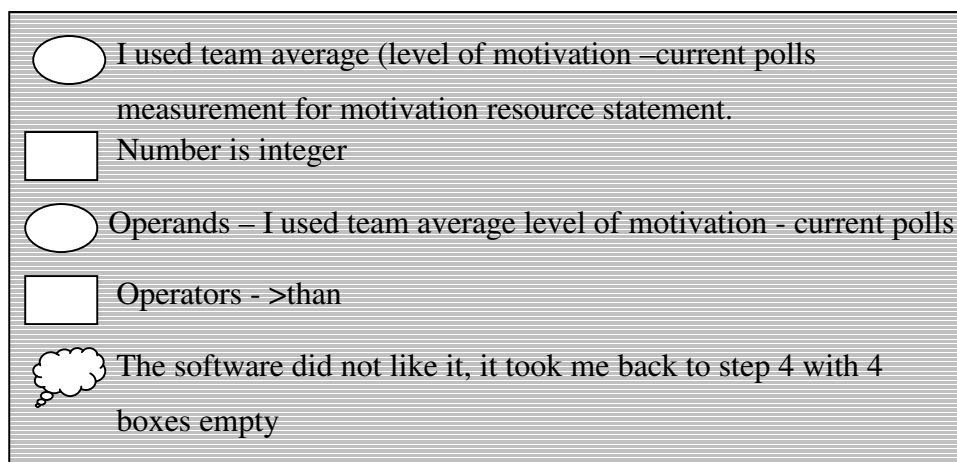 I used team average (level of motivation –current polls
measurement for motivation resource statement.
Number is integer
Operands – I used team average level of motivation - current polls
Operators - >than
The software did not like it, it took me back to step 4 with 4
boxes empty